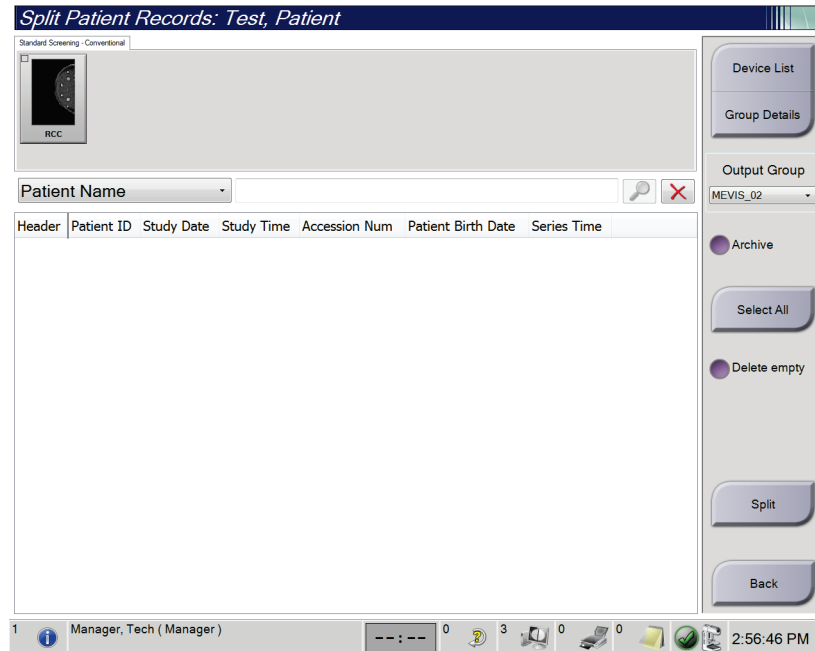 Split Patient Records: Test, Patient
Standard Screening - Conventional
RCC
Device List
Group Details
Output Group
MEVIS_02
Patient Name
Header Patient ID Study Date Study Time Accession Num Patient Birth Date Series Time
Archive
Select All
Delete empty
Split
Back
1 Manager, Tech ( Manager ) --:-- 0 3 0 0 2:56:46 PM